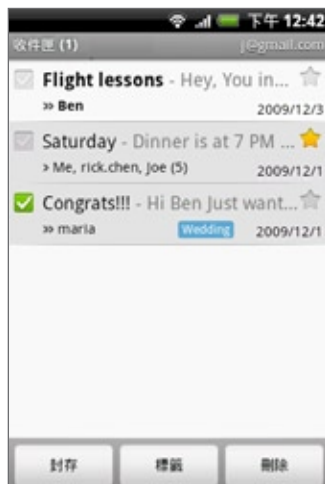 下午 12:42
收件匣 (1) j@gmail.com
Flight lessons - Hey, You in...
» Ben 2009/12/3
Saturday - Dinner is at 7 PM ...
› Me, rick.chen, Joe (5) 2009/12/1
Congrats!!! - Hi Ben Just want...
» maria Wedding 2009/12/1
封存 標籤 刪除